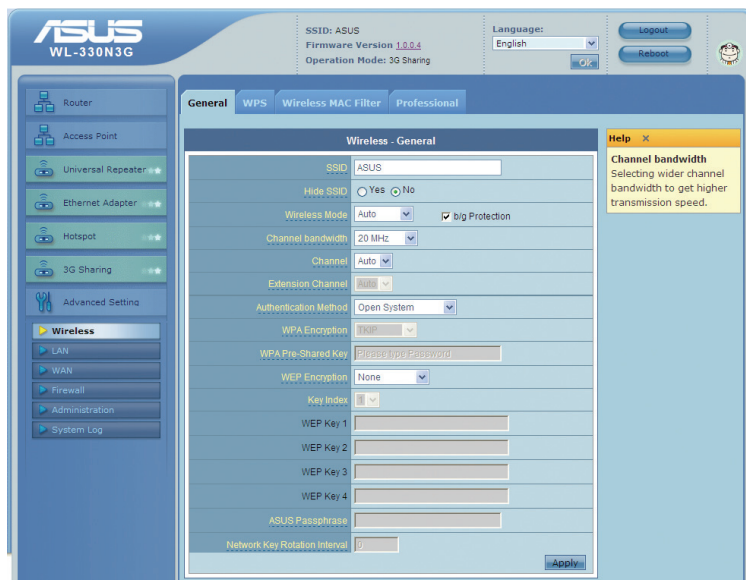 ASUS
WL-330N3G
SSID: ASUS
Firmware Version 1.0.0.4
Operation Mode: 3G Sharing
Language:
English
Ok
Logout
Reboot
Router
Access Point
Universal Repeater
Ethernet Adapter
Hotspot
3G Sharing
Advanced Setting
Wireless
LAN
WAN
Firewall
Administration
System Log
General WPS Wireless MAC Filter Professional
Wireless - General
SSID ASUS
Hide SSID Yes No
Wireless Mode Auto b/g Protection
Channel bandwidth 20 MHz
Channel Auto
Extension Channel Auto
Authentication Method Open System
WPA Encryption TKIP
WPA Pre-Shared Key Please type Password
WEP Encryption None
Key Index 1
WEP Key 1
WEP Key 2
WEP Key 3
WEP Key 4
ASUS Passphrase
Network Key Rotation Interval 0
Apply
Help X
Channel bandwidth
Selecting wider channel
bandwidth to get higher
transmission speed.